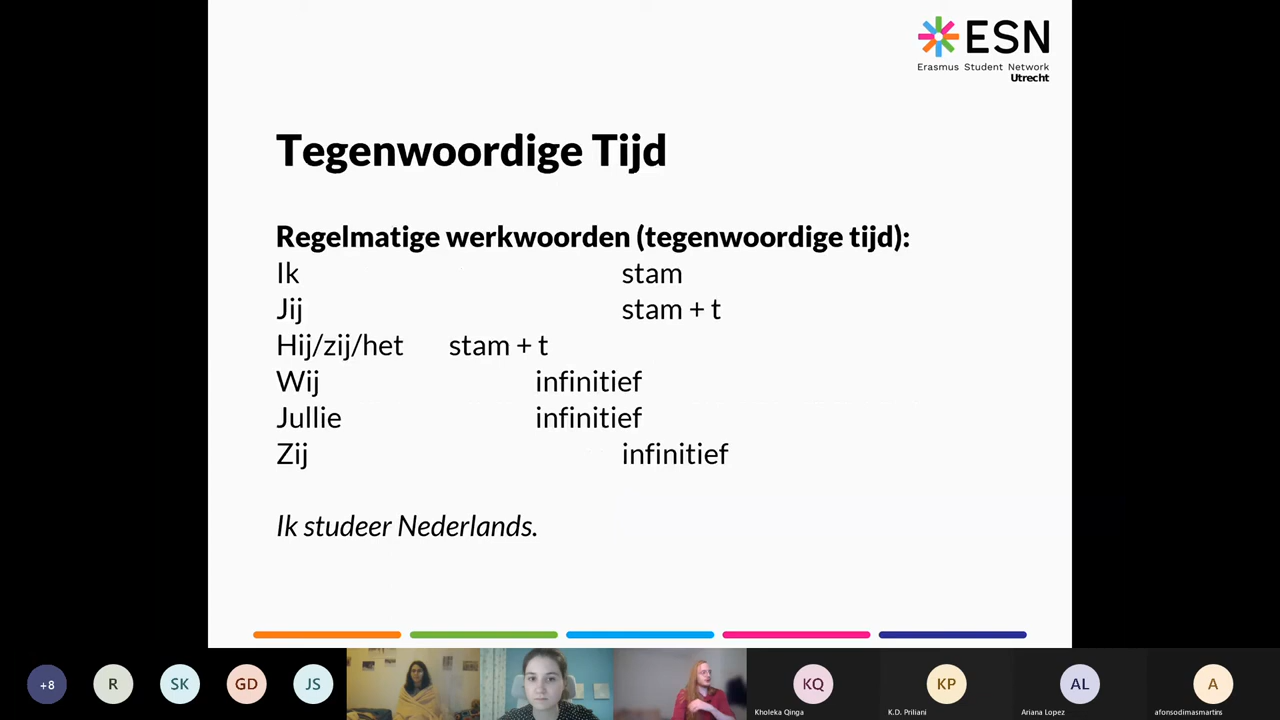 ESN
Erasmus Student Network
Utrecht
Tegenwoordige Tijd
Regelmatige werkwoorden (tegenwoordige tijd):
Ik stam
Jij stam + t
Hij/zij/het stam + t
Wij infinitief
Jullie infinitief
Zij infinitief
Ik studeer Nederlands.
+8 R SK GD JS KQ KP AL A
Kholeka Qinga K.D. Priliani Ariana Lopez afonsodimasmartins